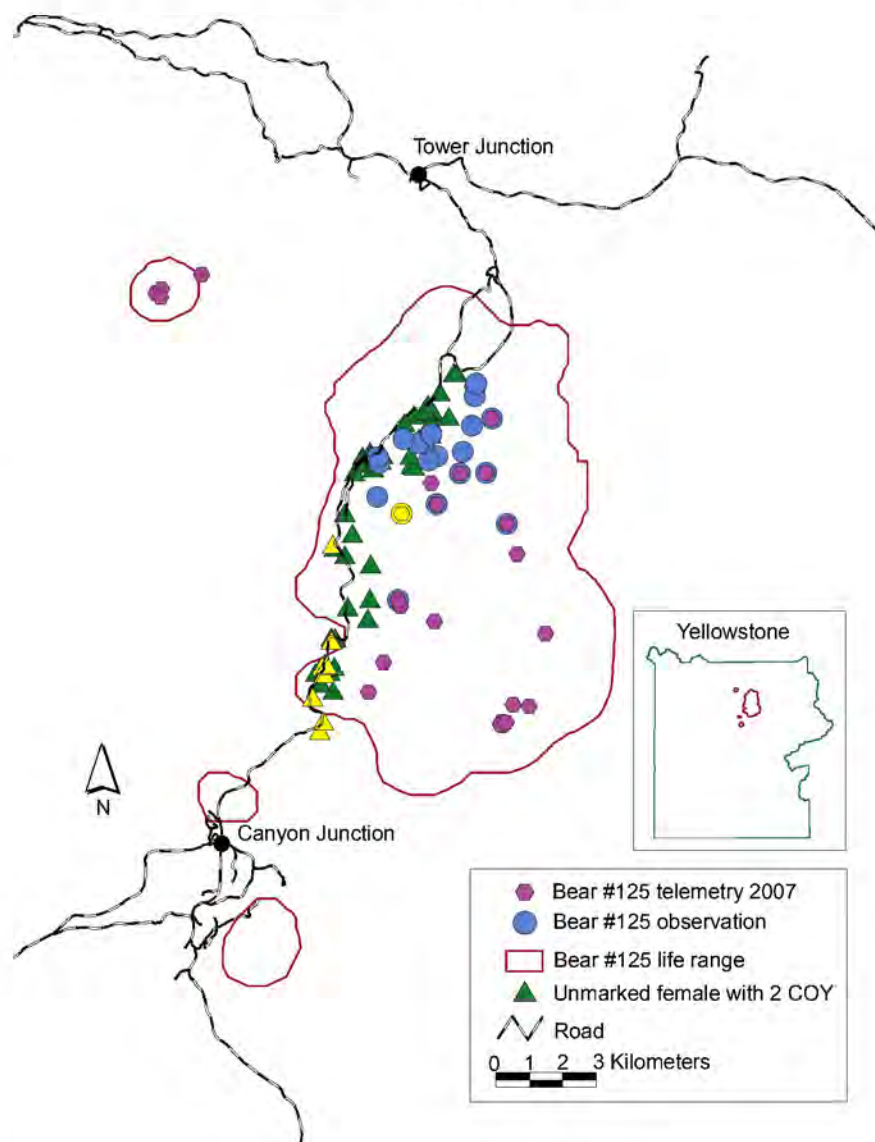 Tower Junction
Yellowstone
N
Canyon Junction
Bear #125 telemetry 2007
Bear #125 observation
Bear #125 life range
Unmarked female with 2 COY
Road
0 1 2 3 Kilometers